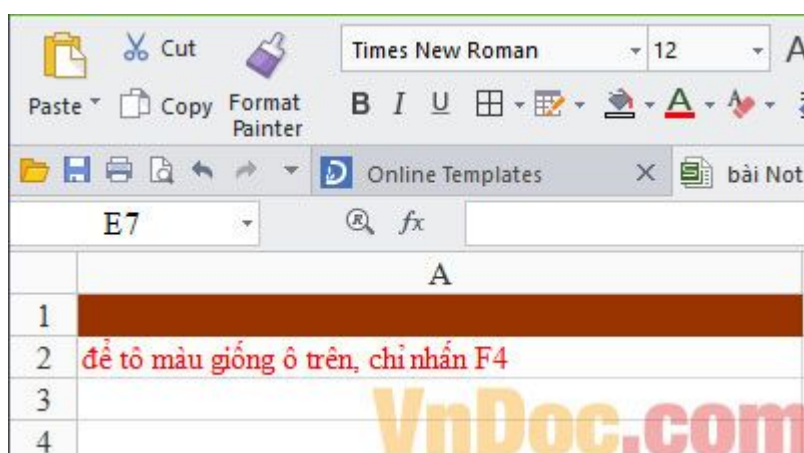 Cut
Times New Roman
12
A
Paste
Copy
Format
Painter
B I U
A
Online Templates
bài Not
E7
fx
A
1
2
để tô màu giống ô trên, chỉ nhấn F4
3
4
VnDoc.com